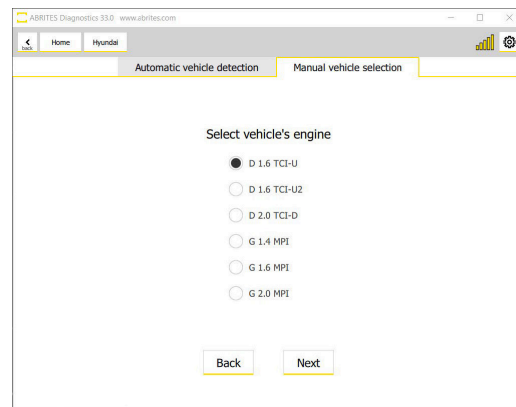 ABRITES Diagnostics 33.0 www.abrites.com
back Home Hyundai
Automatic vehicle detection Manual vehicle selection
Select vehicle's engine
D 1.6 TCI-U
D 1.6 TCI-U2
D 2.0 TCI-D
G 1.4 MPI
G 1.6 MPI
G 2.0 MPI
Back Next